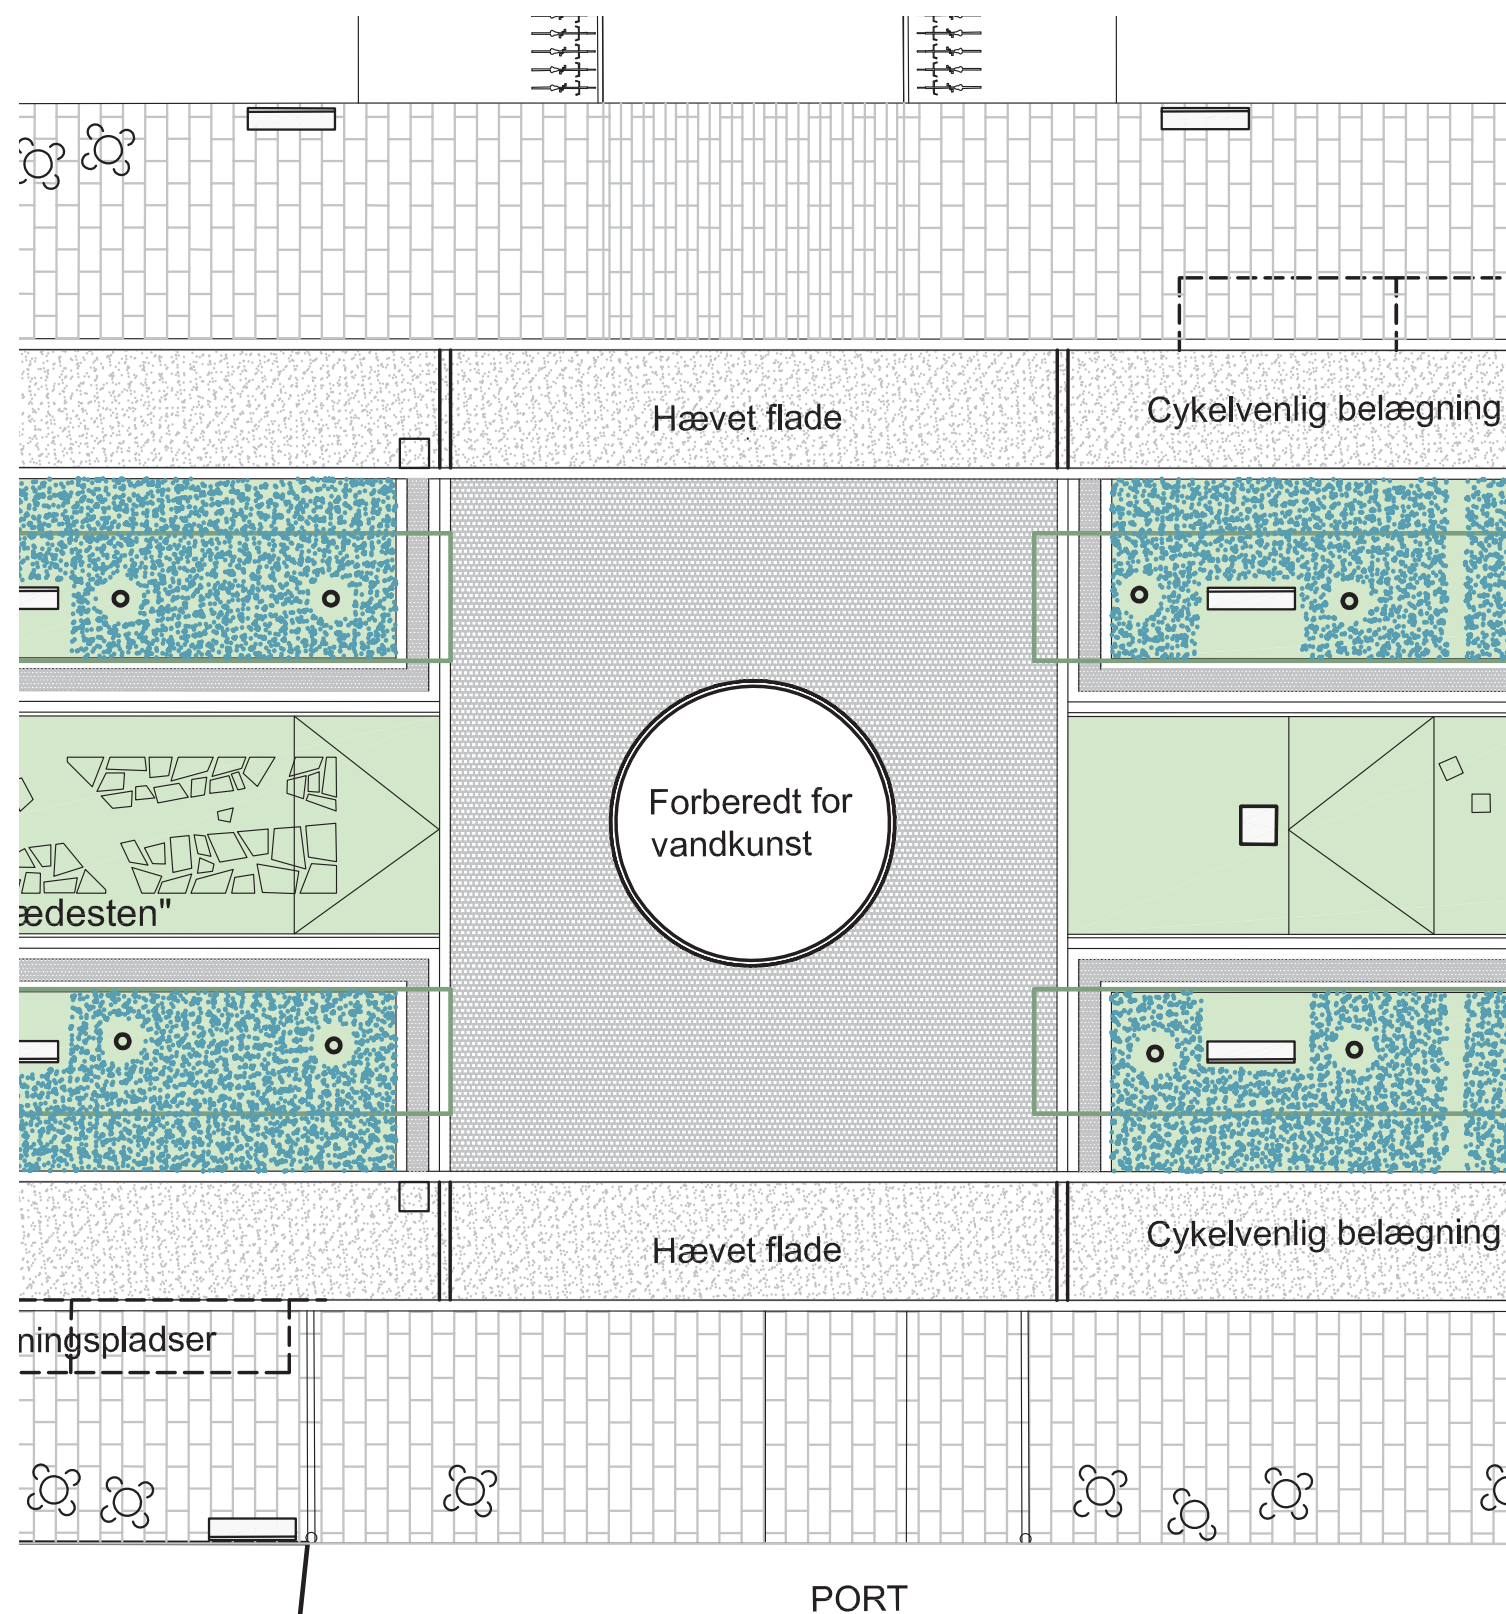 Hævet flade
Cykelvenlig belægning
Forberedt for
vandkunst
ædesten"
Hævet flade
Cykelvenlig belægning
ningspladser
PORT